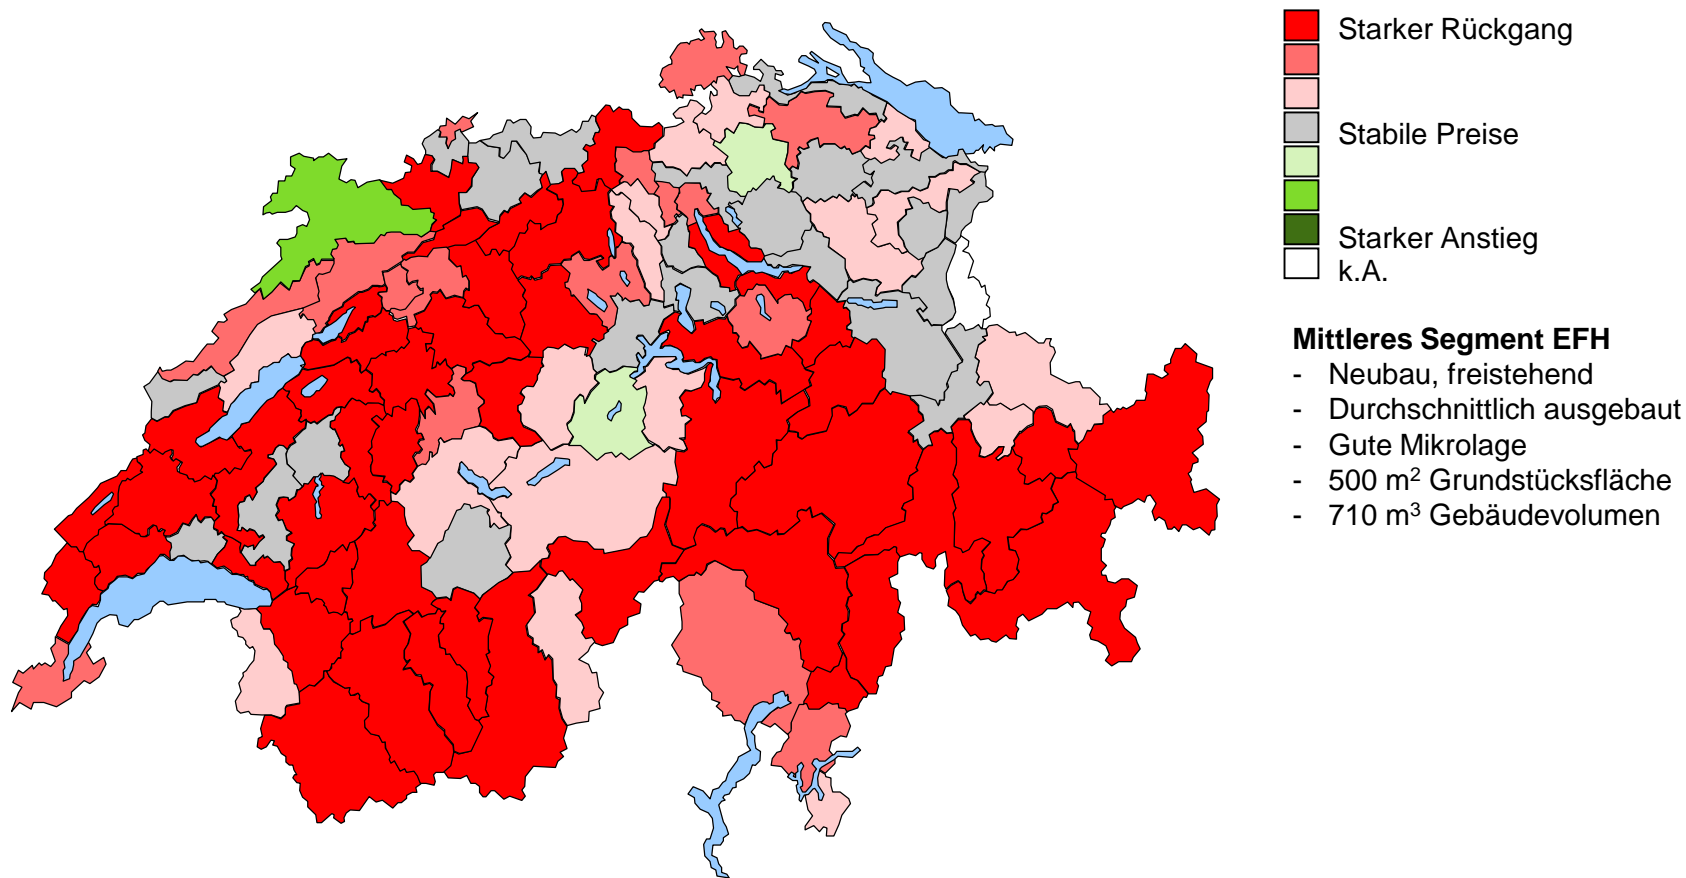 Starker Rückgang
Stabile Preise
Starker Anstieg
k.A.
Mittleres Segment EFH
- Neubau, freistehend
- Durchschnittlich ausgebaut
- Gute Mikrolage
- 500 m² Grundstücksfläche
- 710 m³ Gebäudevolumen